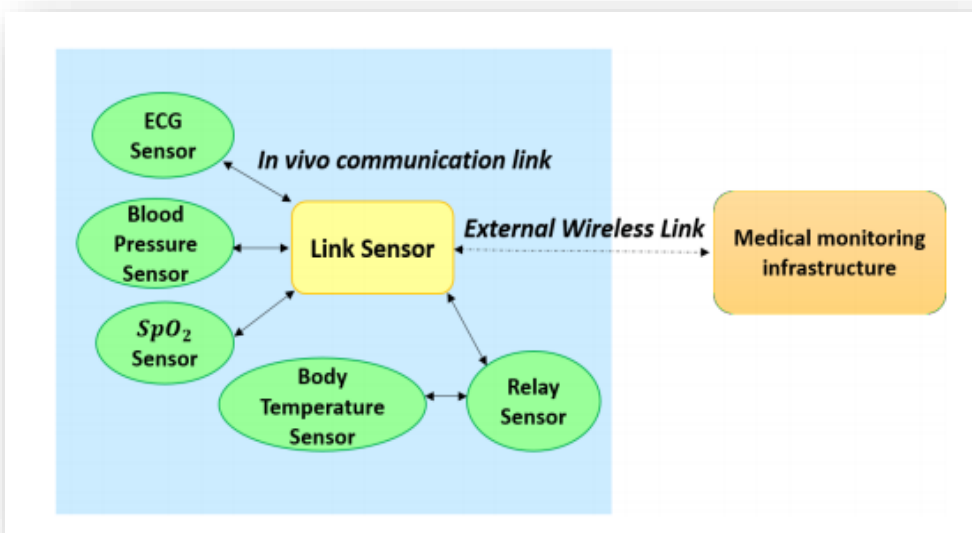 ECG
Sensor
In vivo communication link
Blood
Pressure
Sensor
Link Sensor
External Wireless Link
Medical monitoring
infrastructure
SpO₂
Sensor
Body
Temperature
Sensor
Relay
Sensor